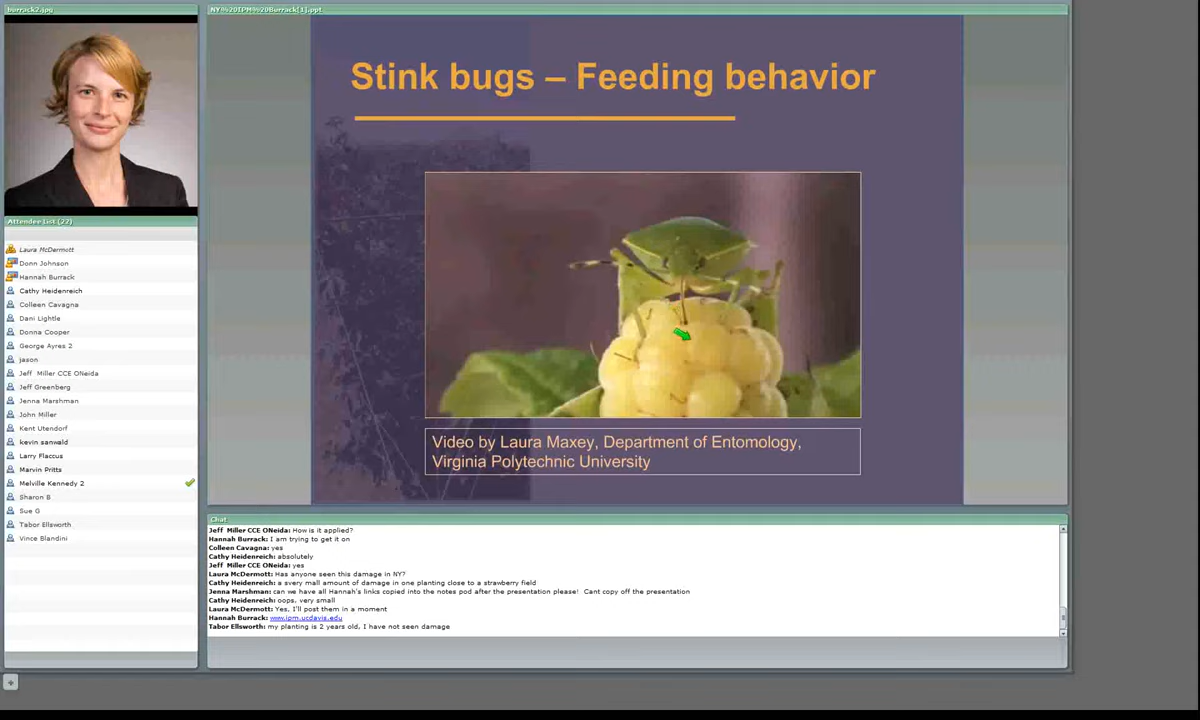 burrack2.jpg
NY%20IPM%20Burrack[1].ppt
Stink bugs – Feeding behavior
Video by Laura Maxey, Department of Entomology,
Virginia Polytechnic University
Attendee List (22)
Laura McDermott
Donn Johnson
Hannah Burrack
Cathy Heidenreich
Colleen Cavagna
Dani Lightle
Donna Cooper
George Ayres 2
jason
Jeff Miller CCE ONeida
Jeff Greenberg
Jenna Marshman
John Miller
Kent Utendorf
kevin sanwald
Larry Flaccus
Marvin Pritts
Melville Kennedy 2
Sharon B
Sue G
Tabor Ellsworth
Vince Blandini
Chat
Jeff Miller CCE ONeida: How is it applied?
Hannah Burrack: I am trying to get it on
Colleen Cavagna: yes
Cathy Heidenreich: absolutely
Jeff Miller CCE ONeida: yes
Laura McDermott: Has anyone seen this damage in NY?
Cathy Heidenreich: a svery mall amount of damage in one planting close to a strawberry field
Jenna Marshman: can we have all Hannah's links copied into the notes pod after the presentation please! Cant copy off the presentation
Cathy Heidenreich: oops, very small
Laura McDermott: Yes, I'll post them in a moment
Hannah Burrack: www.ipm.ucdavis.edu
Tabor Ellsworth: my planting is 2 years old, I have not seen damage